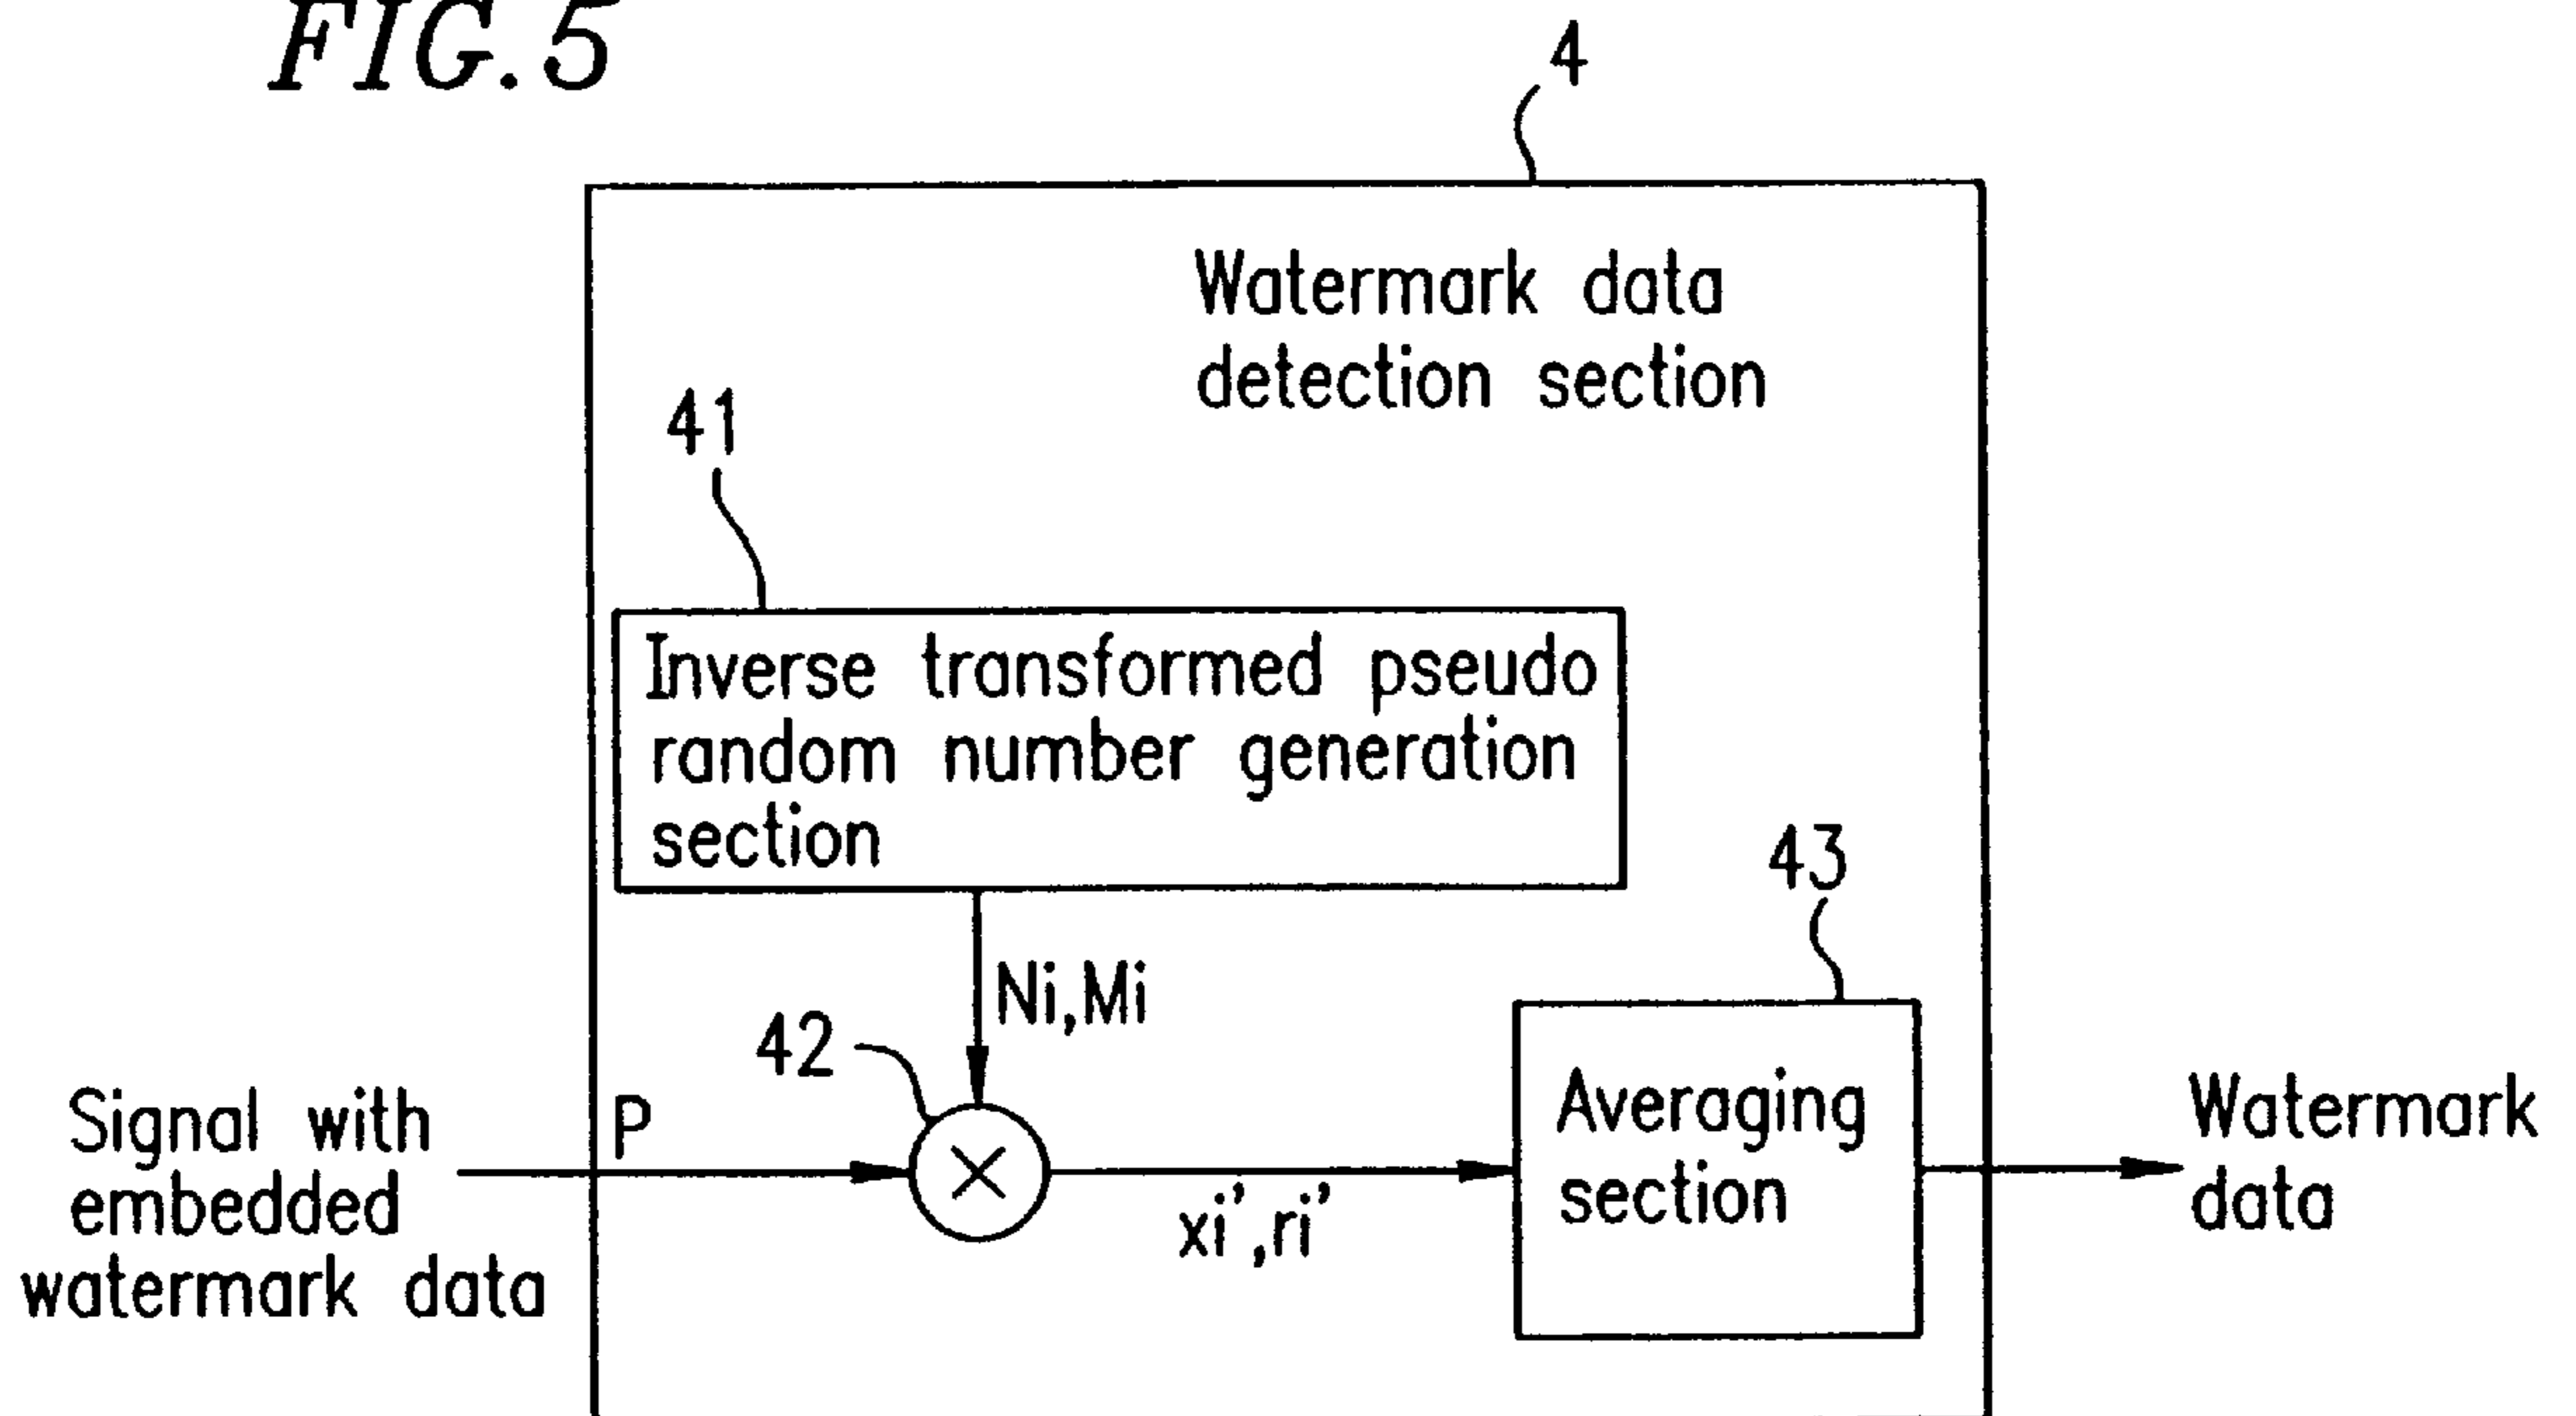 FIG. 5
4
Watermark data
detection section
41
Inverse transformed pseudo
random number generation
section
43
Ni,Mi
42
Signal with
embedded
watermark data
P
xi',ri'
Averaging
section
Watermark
data